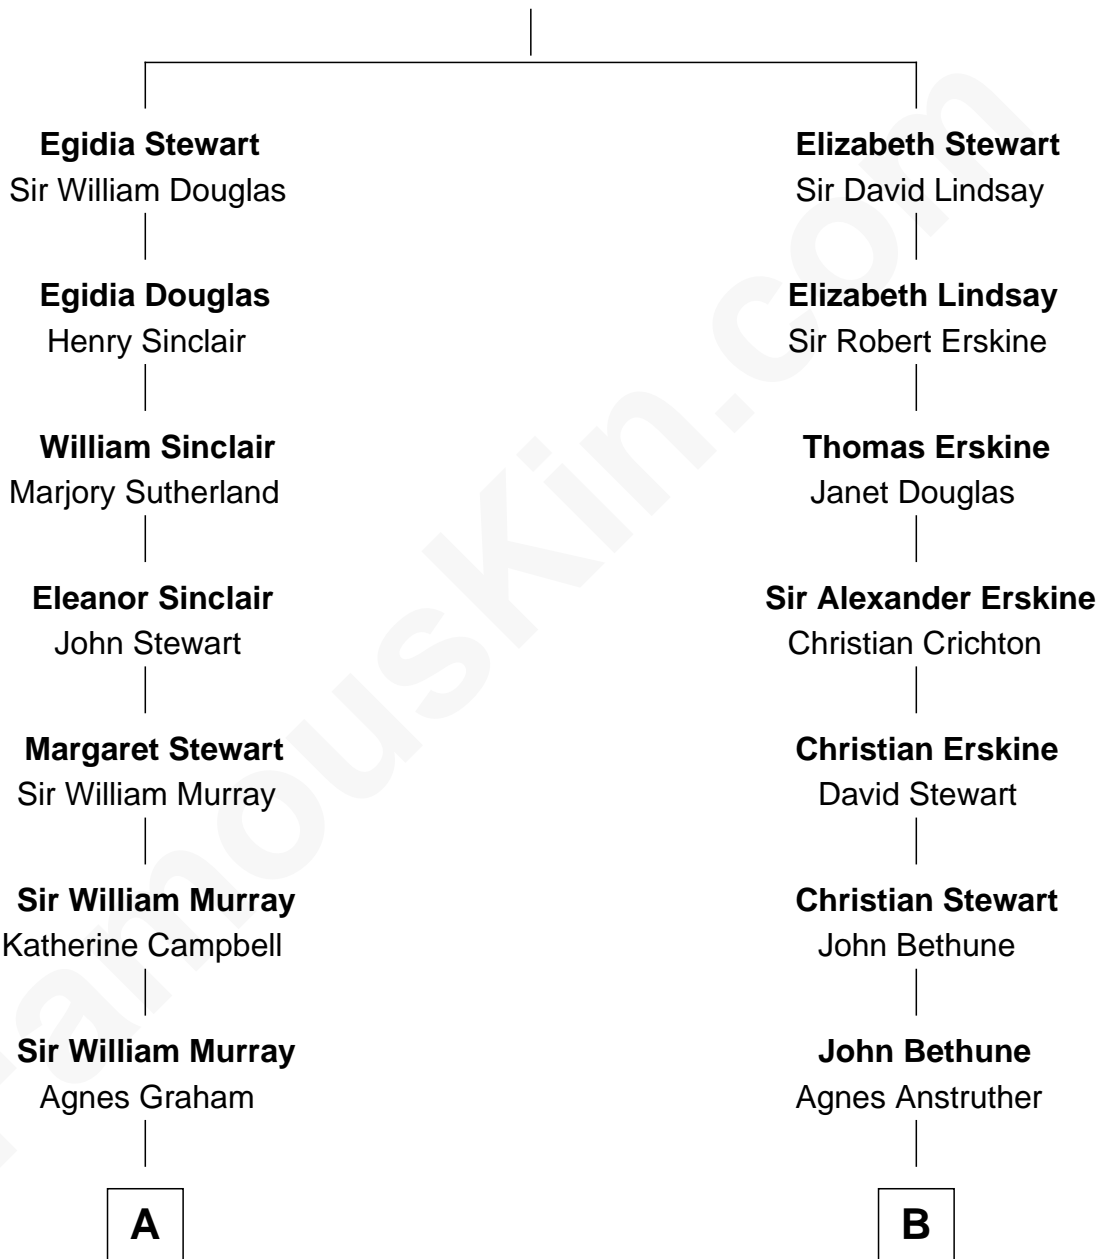 Egidia Stewart
Sir William Douglas
Egidia Douglas
Henry Sinclair
William Sinclair
Marjory Sutherland
Eleanor Sinclair
John Stewart
Margaret Stewart
Sir William Murray
Sir William Murray
Katherine Campbell
Sir William Murray
Agnes Graham
A
Elizabeth Stewart
Sir David Lindsay
Elizabeth Lindsay
Sir Robert Erskine
Thomas Erskine
Janet Douglas
Sir Alexander Erskine
Christian Crichton
Christian Erskine
David Stewart
Christian Stewart
John Bethune
John Bethune
Agnes Anstruther
B
FamousKin.com